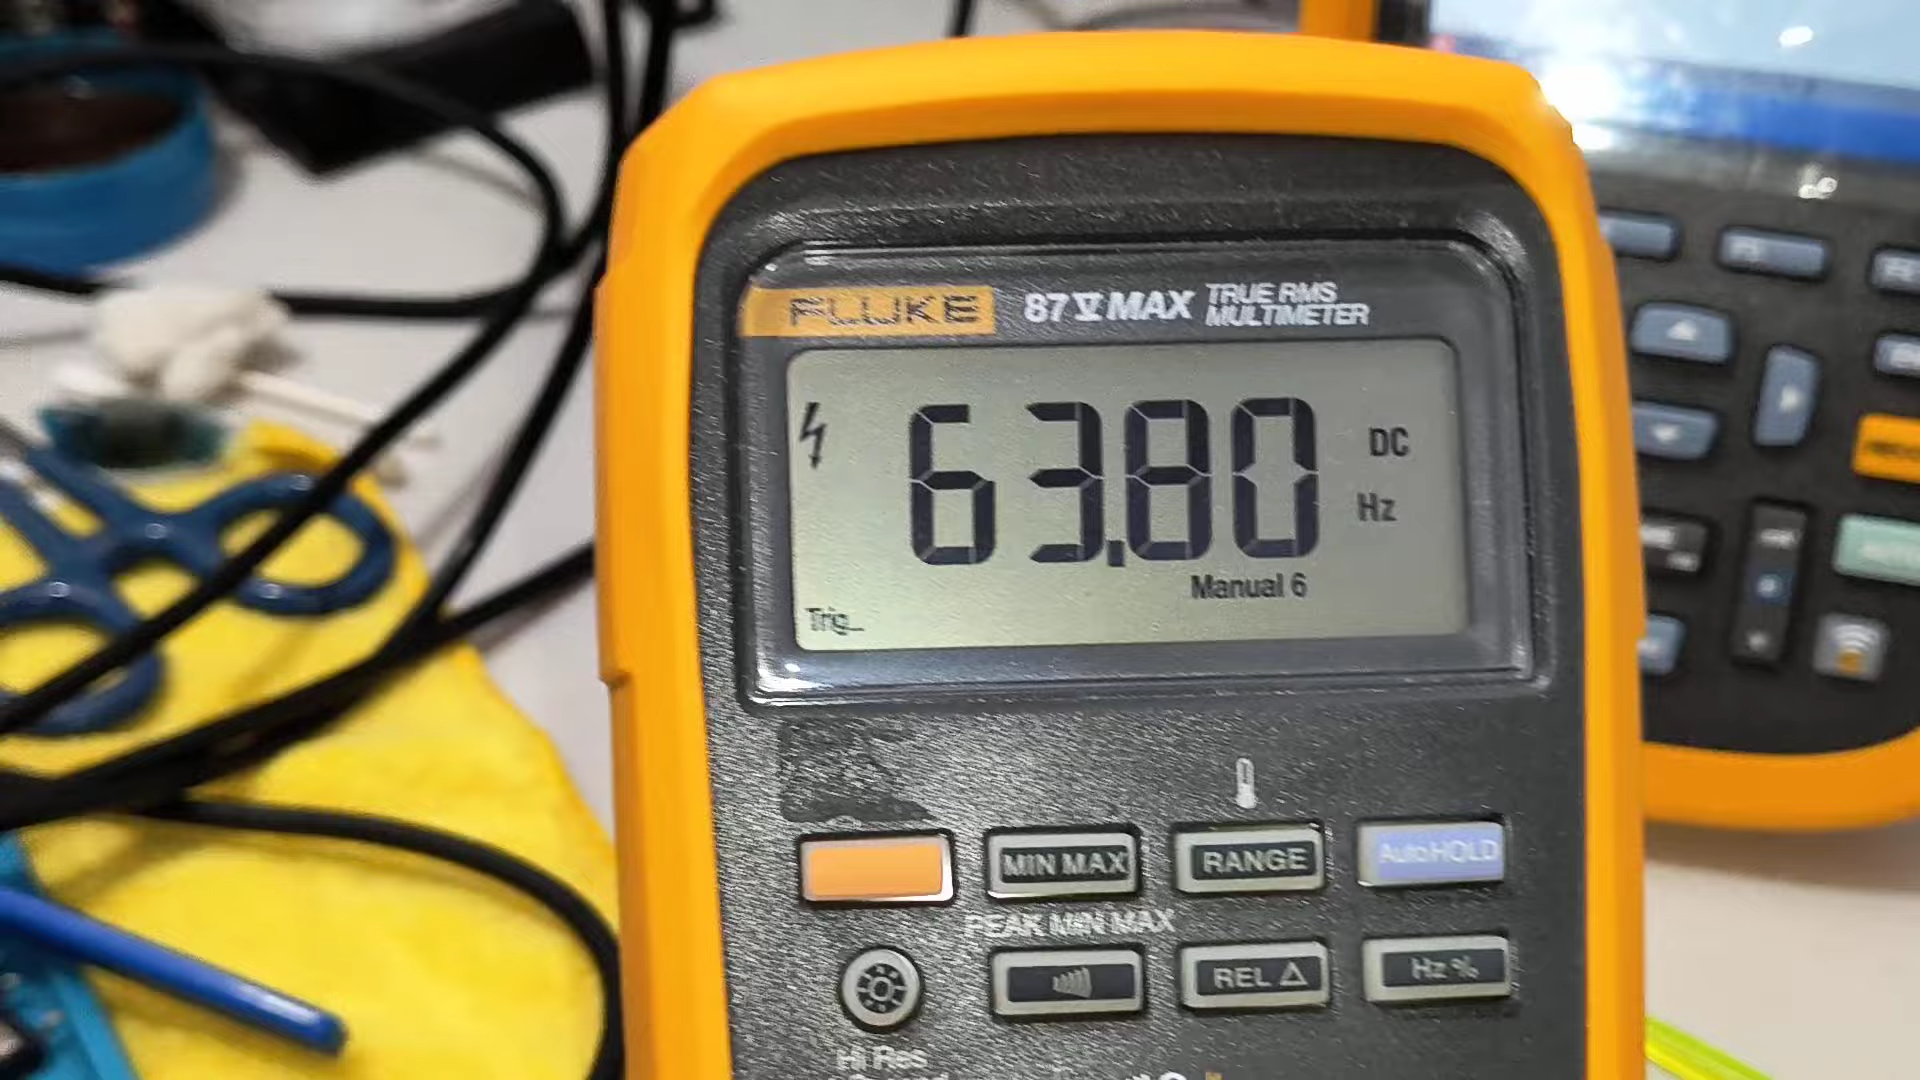 FLUKE 87 V MAX TRUE RMS MULTIMETER
63.80 DC
Hz
Manual 6
Trig_
MIN MAX RANGE AutoHOLD
PEAK MIN MAX
REL Δ Hz %
Hi Res